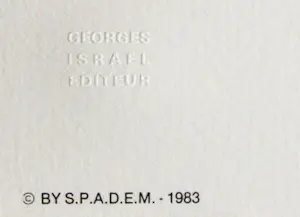 GEORGES
ISRAEL
EDITEUR
© BY S.P.A.D.E.M. - 1983